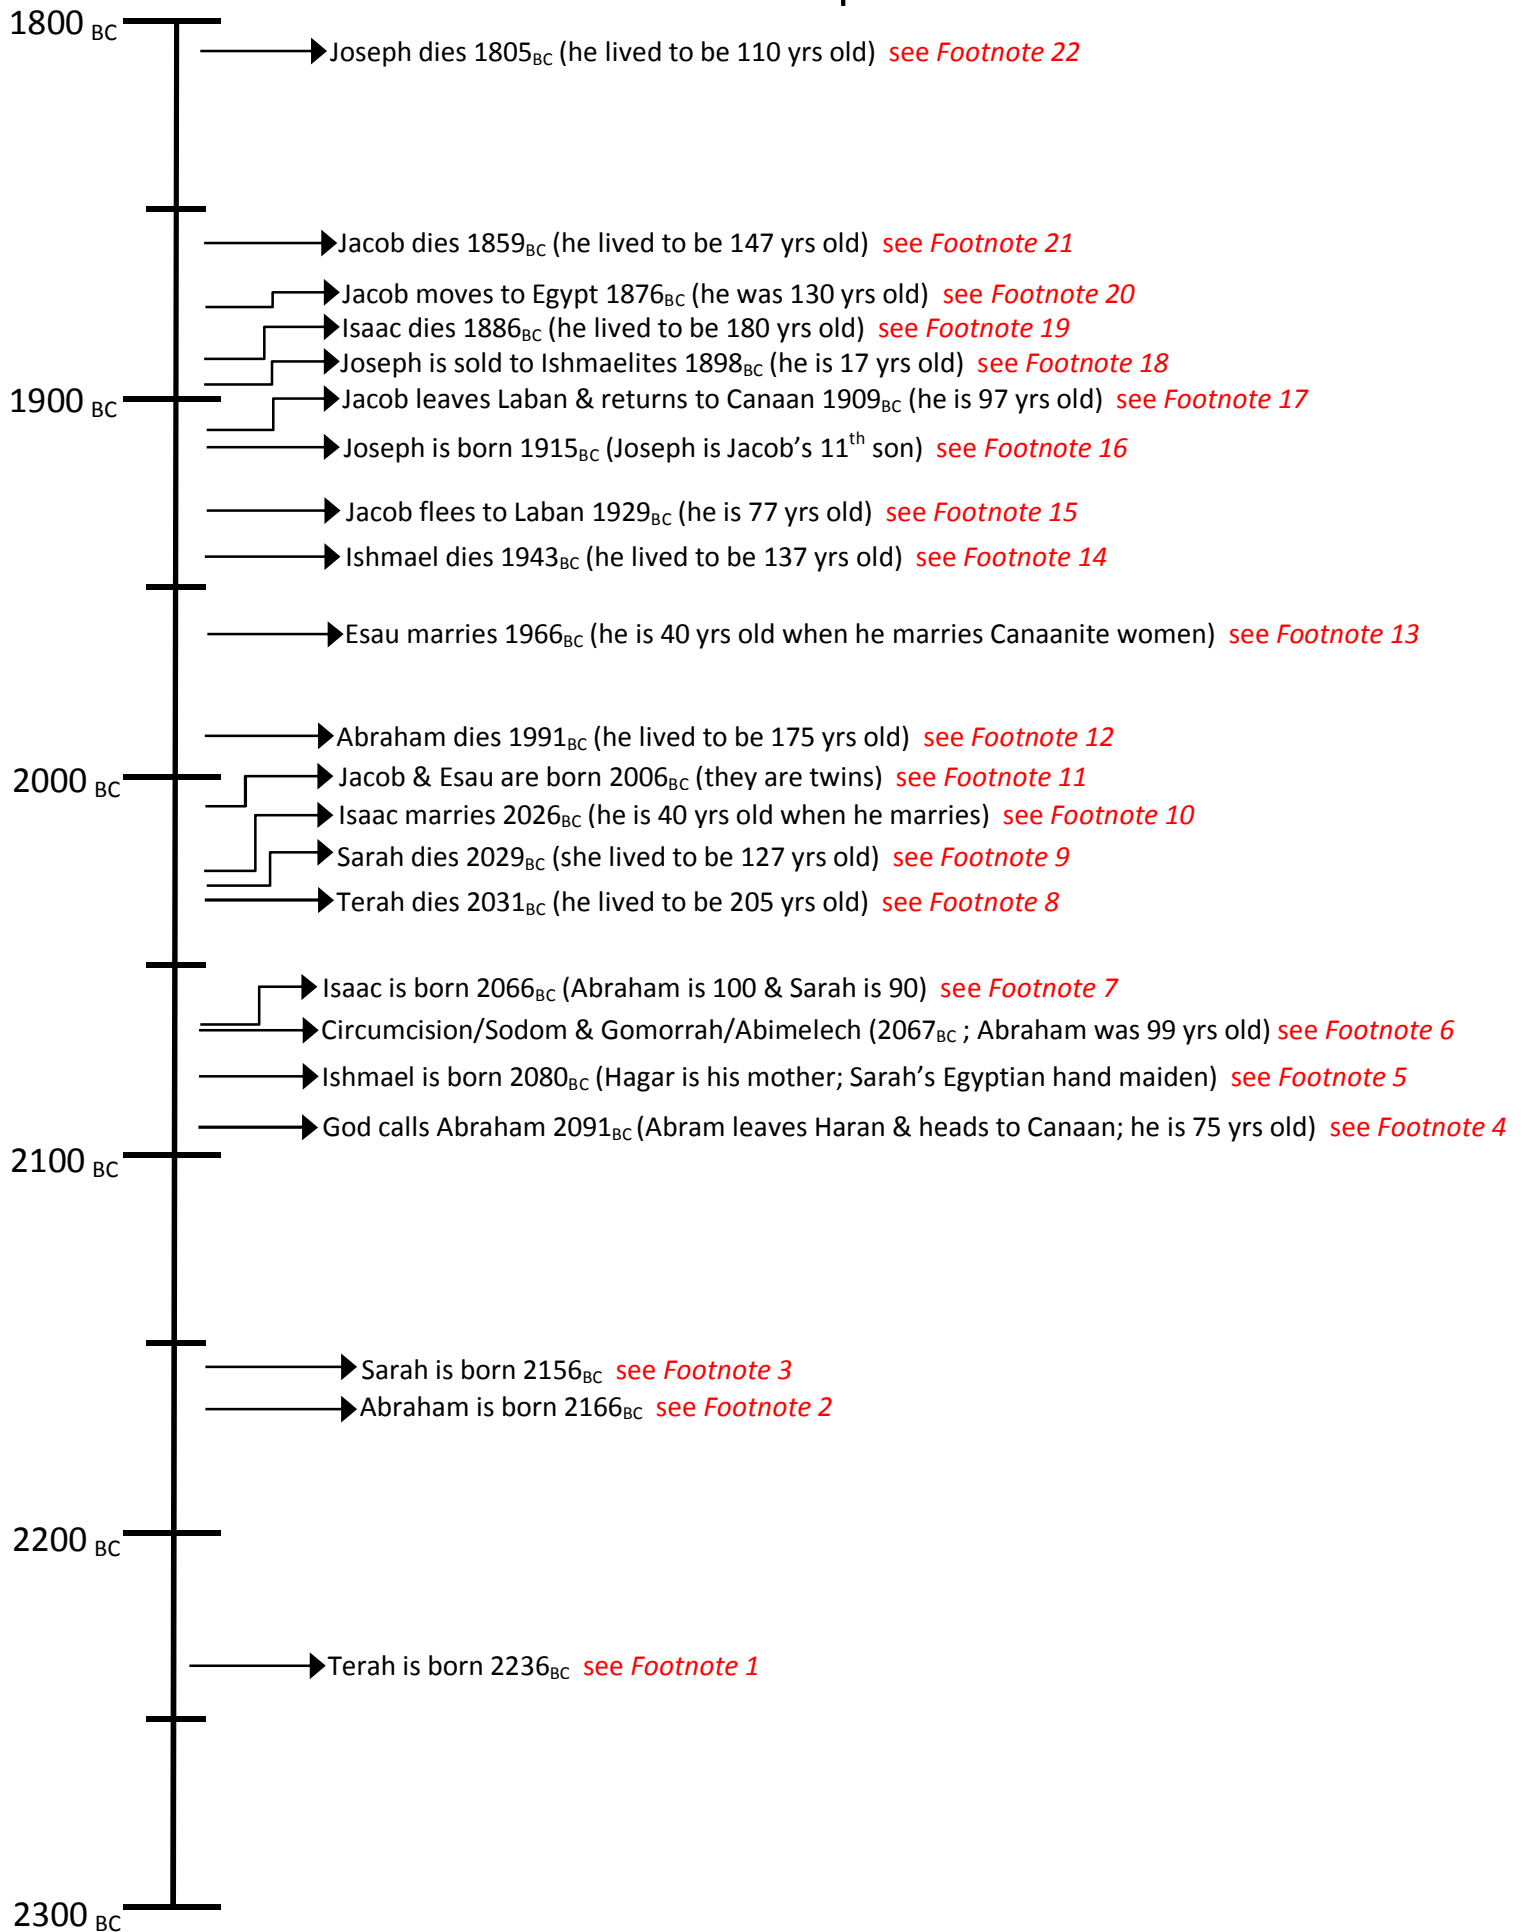 1800 BC
Joseph dies 1805BC (he lived to be 110 yrs old) see Footnote 22
Jacob dies 1859BC (he lived to be 147 yrs old) see Footnote 21
Jacob moves to Egypt 1876BC (he was 130 yrs old) see Footnote 20
Isaac dies 1886BC (he lived to be 180 yrs old) see Footnote 19
Joseph is sold to Ishmaelites 1898BC (he is 17 yrs old) see Footnote 18
1900 BC
Jacob leaves Laban & returns to Canaan 1909BC (he is 97 yrs old) see Footnote 17
Joseph is born 1915BC (Joseph is Jacob’s 11th son) see Footnote 16
Jacob flees to Laban 1929BC (he is 77 yrs old) see Footnote 15
Ishmael dies 1943BC (he lived to be 137 yrs old) see Footnote 14
Esau marries 1966BC (he is 40 yrs old when he marries Canaanite women) see Footnote 13
Abraham dies 1991BC (he lived to be 175 yrs old) see Footnote 12
2000 BC
Jacob & Esau are born 2006BC (they are twins) see Footnote 11
Isaac marries 2026BC (he is 40 yrs old when he marries) see Footnote 10
Sarah dies 2029BC (she lived to be 127 yrs old) see Footnote 9
Terah dies 2031BC (he lived to be 205 yrs old) see Footnote 8
Isaac is born 2066BC (Abraham is 100 & Sarah is 90) see Footnote 7
Circumcision/Sodom & Gomorrah/Abimelech (2067BC ; Abraham was 99 yrs old) see Footnote 6
Ishmael is born 2080BC (Hagar is his mother; Sarah’s Egyptian hand maiden) see Footnote 5
God calls Abraham 2091BC (Abram leaves Haran & heads to Canaan; he is 75 yrs old) see Footnote 4
2100 BC
Sarah is born 2156BC see Footnote 3
Abraham is born 2166BC see Footnote 2
2200 BC
Terah is born 2236BC see Footnote 1
2300 BC